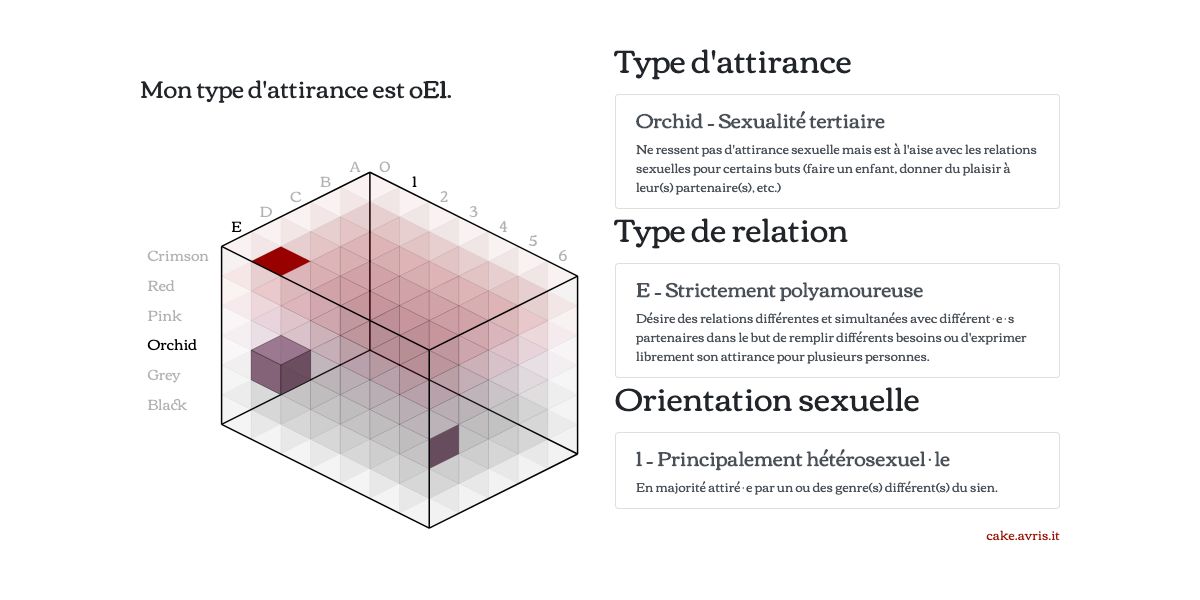 Mon type d'attirance est oE1.
A O
B 1
C 2
D 3
E 4
5
6
Crimson
Red
Pink
Orchid
Grey
Black
Type d'attirance
Orchid - Sexualité tertiaire
Ne ressent pas d'attirance sexuelle mais est à l'aise avec les relations
sexuelles pour certains buts (faire un enfant, donner du plaisir à
leur(s) partenaire(s), etc.)
Type de relation
E - Strictement polyamoureuse
Désire des relations différentes et simultanées avec différent·e·s
partenaires dans le but de remplir différents besoins ou d'exprimer
librement son attirance pour plusieurs personnes.
Orientation sexuelle
1 - Principalement hétérosexuel·le
En majorité attiré·e par un ou des genre(s) différent(s) du sien.
cake.avris.it